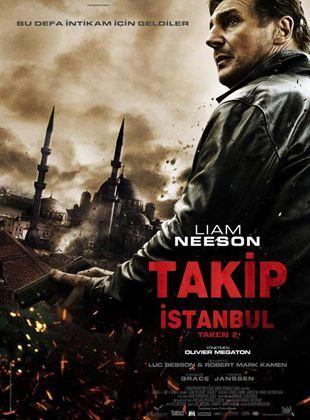 BU DEFA İNTİKAM İÇİN GELDİLER
LIAM
NEESON
TAKİP
İSTANBUL
TAKEN 2
YÖNETMEN
OLIVIER MEGATON
LUC BESSON & ROBERT MARK KAMEN
GRACE JANSSEN